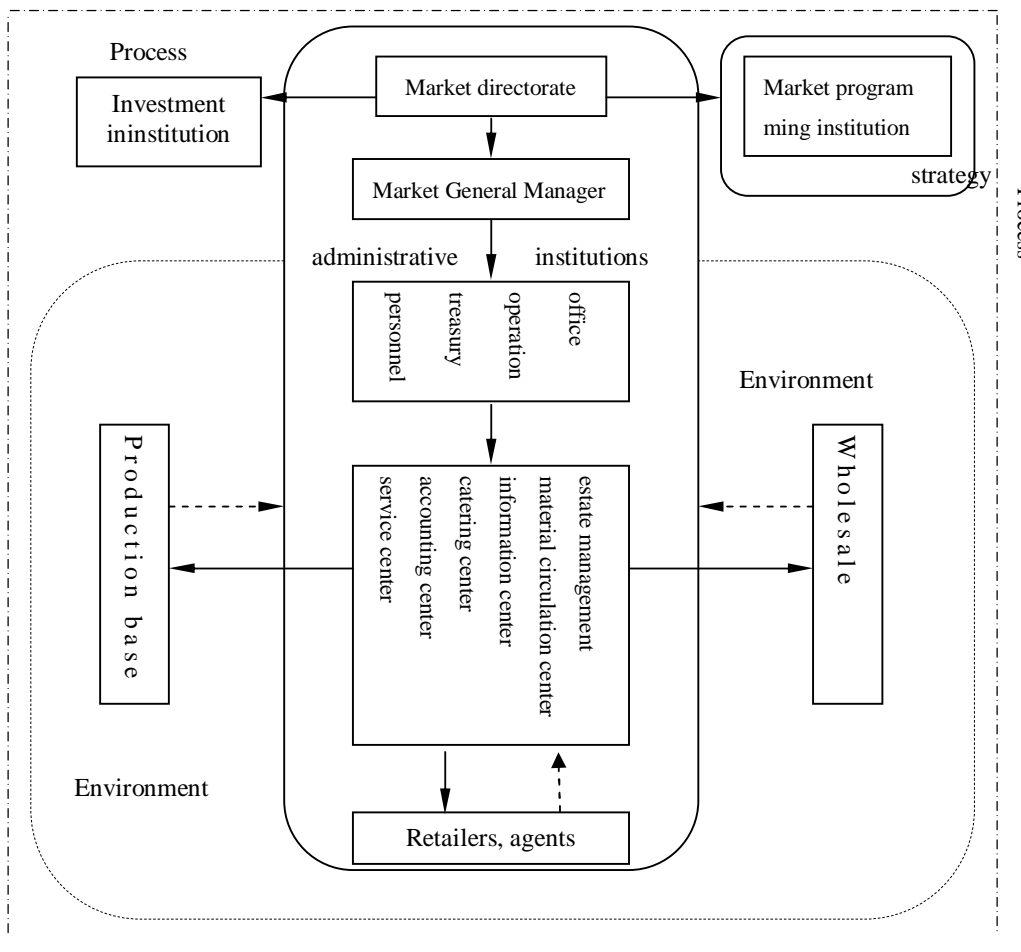 Process
Investment
ininstitution
Market directorate
Market program
ming institution
strategy
Process
Market General Manager
administrative institutions
personnel
treasury
operation
office
Environment
Production base
service center
accounting center
catering center
information center
material circulation center
estate management
Wholesale
Environment
Retailers, agents